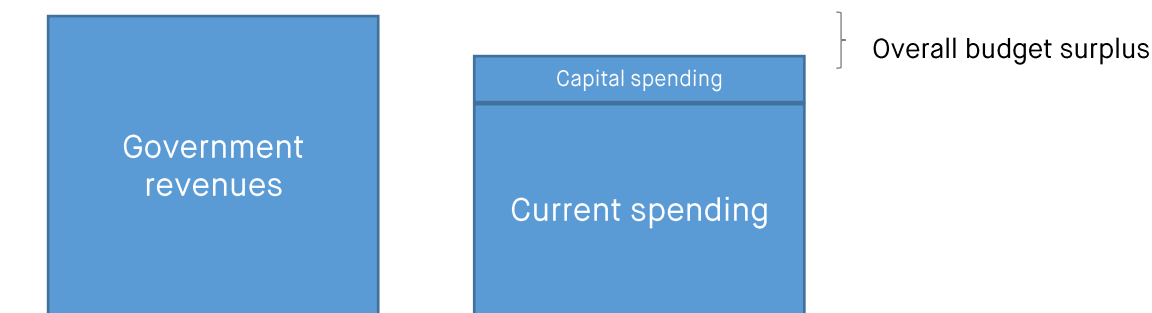 Government
revenues
Capital spending
Current spending
Overall budget surplus